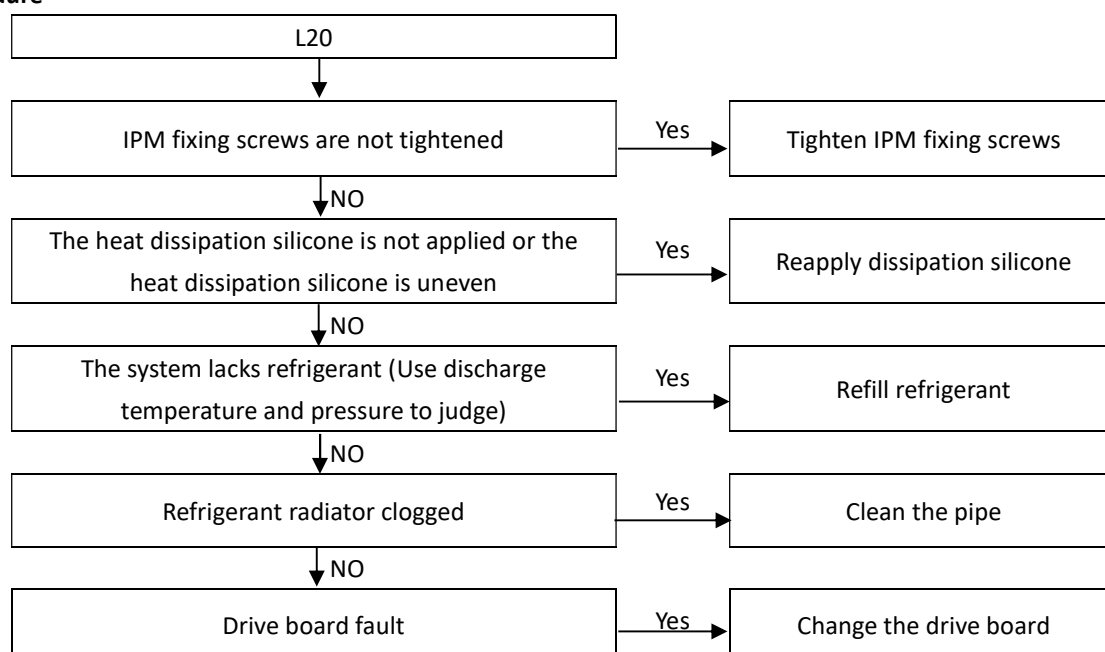 L20
IPM fixing screws are not tightened
Yes
Tighten IPM fixing screws
NO
The heat dissipation silicone is not applied or the
heat dissipation silicone is uneven
Yes
Reapply dissipation silicone
NO
The system lacks refrigerant (Use discharge
temperature and pressure to judge)
Yes
Refill refrigerant
NO
Refrigerant radiator clogged
Yes
Clean the pipe
NO
Drive board fault
Yes
Change the drive board